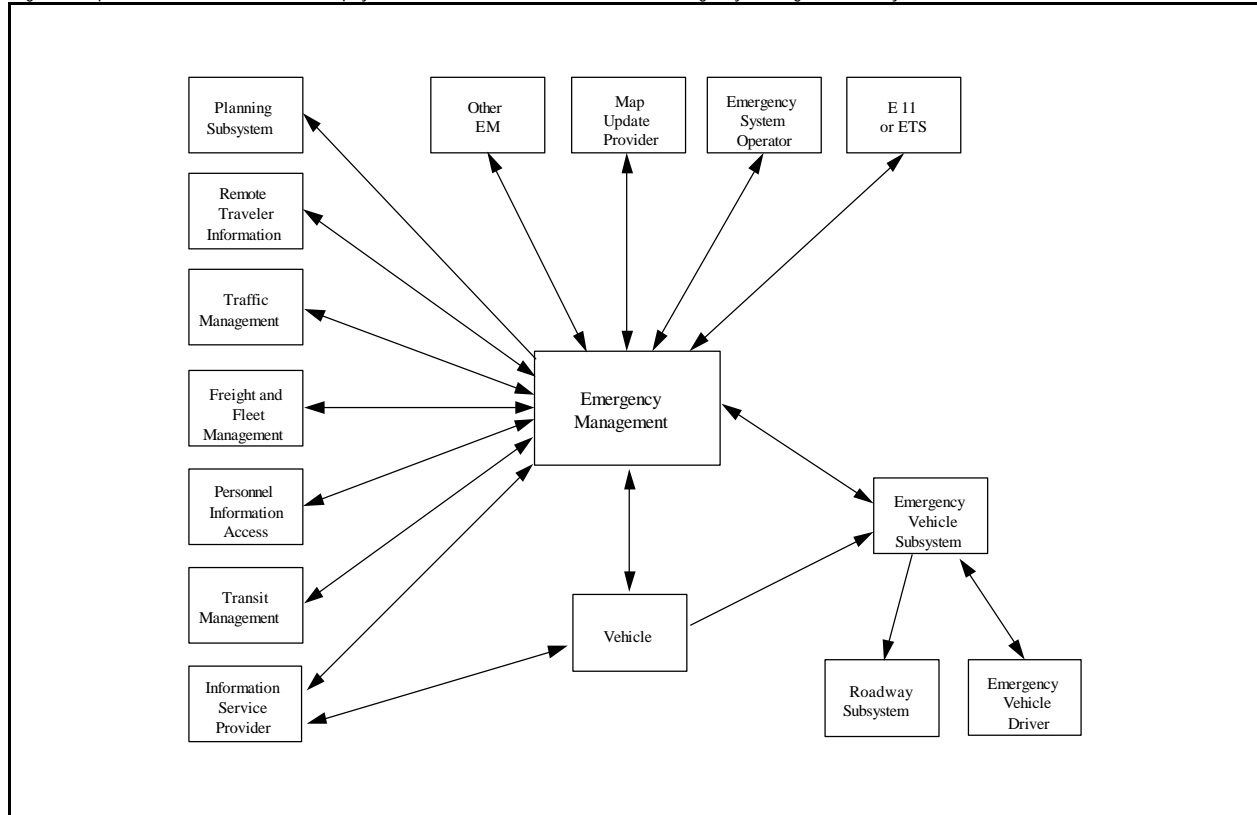 Planning
Subsystem
Other
EM
Map
Update
Provider
Emergency
System
Operator
E 11
or ETS
Remote
Traveler
Information
Traffic
Management
Emergency
Management
Freight and
Fleet
Management
Personnel
Information
Access
Emergency
Vehicle
Subsystem
Transit
Management
Vehicle
Information
Service
Provider
Roadway
Subsystem
Emergency
Vehicle
Driver